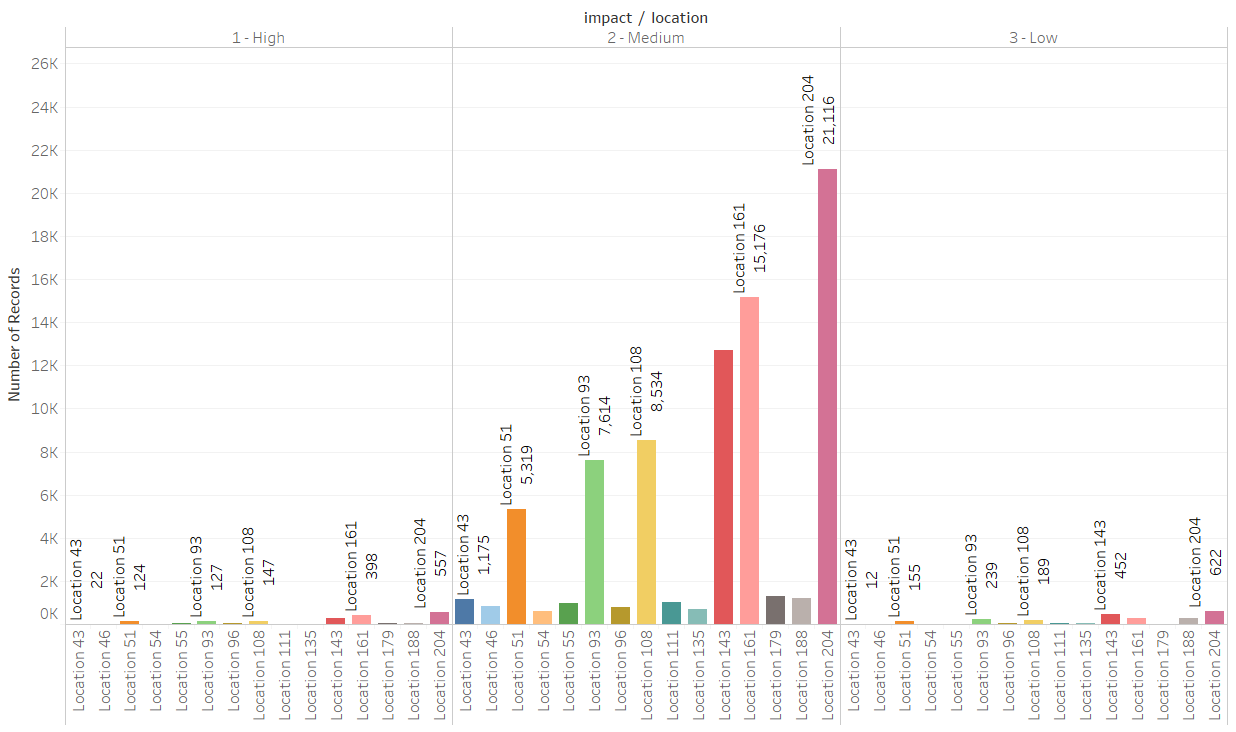 impact / location
1 - High
2 - Medium
3 - Low
Number of Records
26K
24K
22K
20K
18K
16K
14K
12K
10K
8K
6K
4K
2K
0K
Location 43
22
Location 51
124
Location 93
127
Location 108
147
Location 161
398
Location 204
557
Location 43
1,175
Location 51
5,319
Location 93
7,614
Location 108
8,534
Location 161
15,176
Location 204
21,116
Location 43
12
Location 51
155
Location 93
239
Location 108
189
Location 143
452
Location 204
622
Location 43
Location 46
Location 51
Location 54
Location 55
Location 93
Location 96
Location 108
Location 111
Location 135
Location 143
Location 161
Location 179
Location 188
Location 204
Location 43
Location 46
Location 51
Location 54
Location 55
Location 93
Location 96
Location 108
Location 111
Location 135
Location 143
Location 161
Location 179
Location 188
Location 204
Location 43
Location 46
Location 51
Location 54
Location 55
Location 93
Location 96
Location 108
Location 111
Location 135
Location 143
Location 161
Location 179
Location 188
Location 204